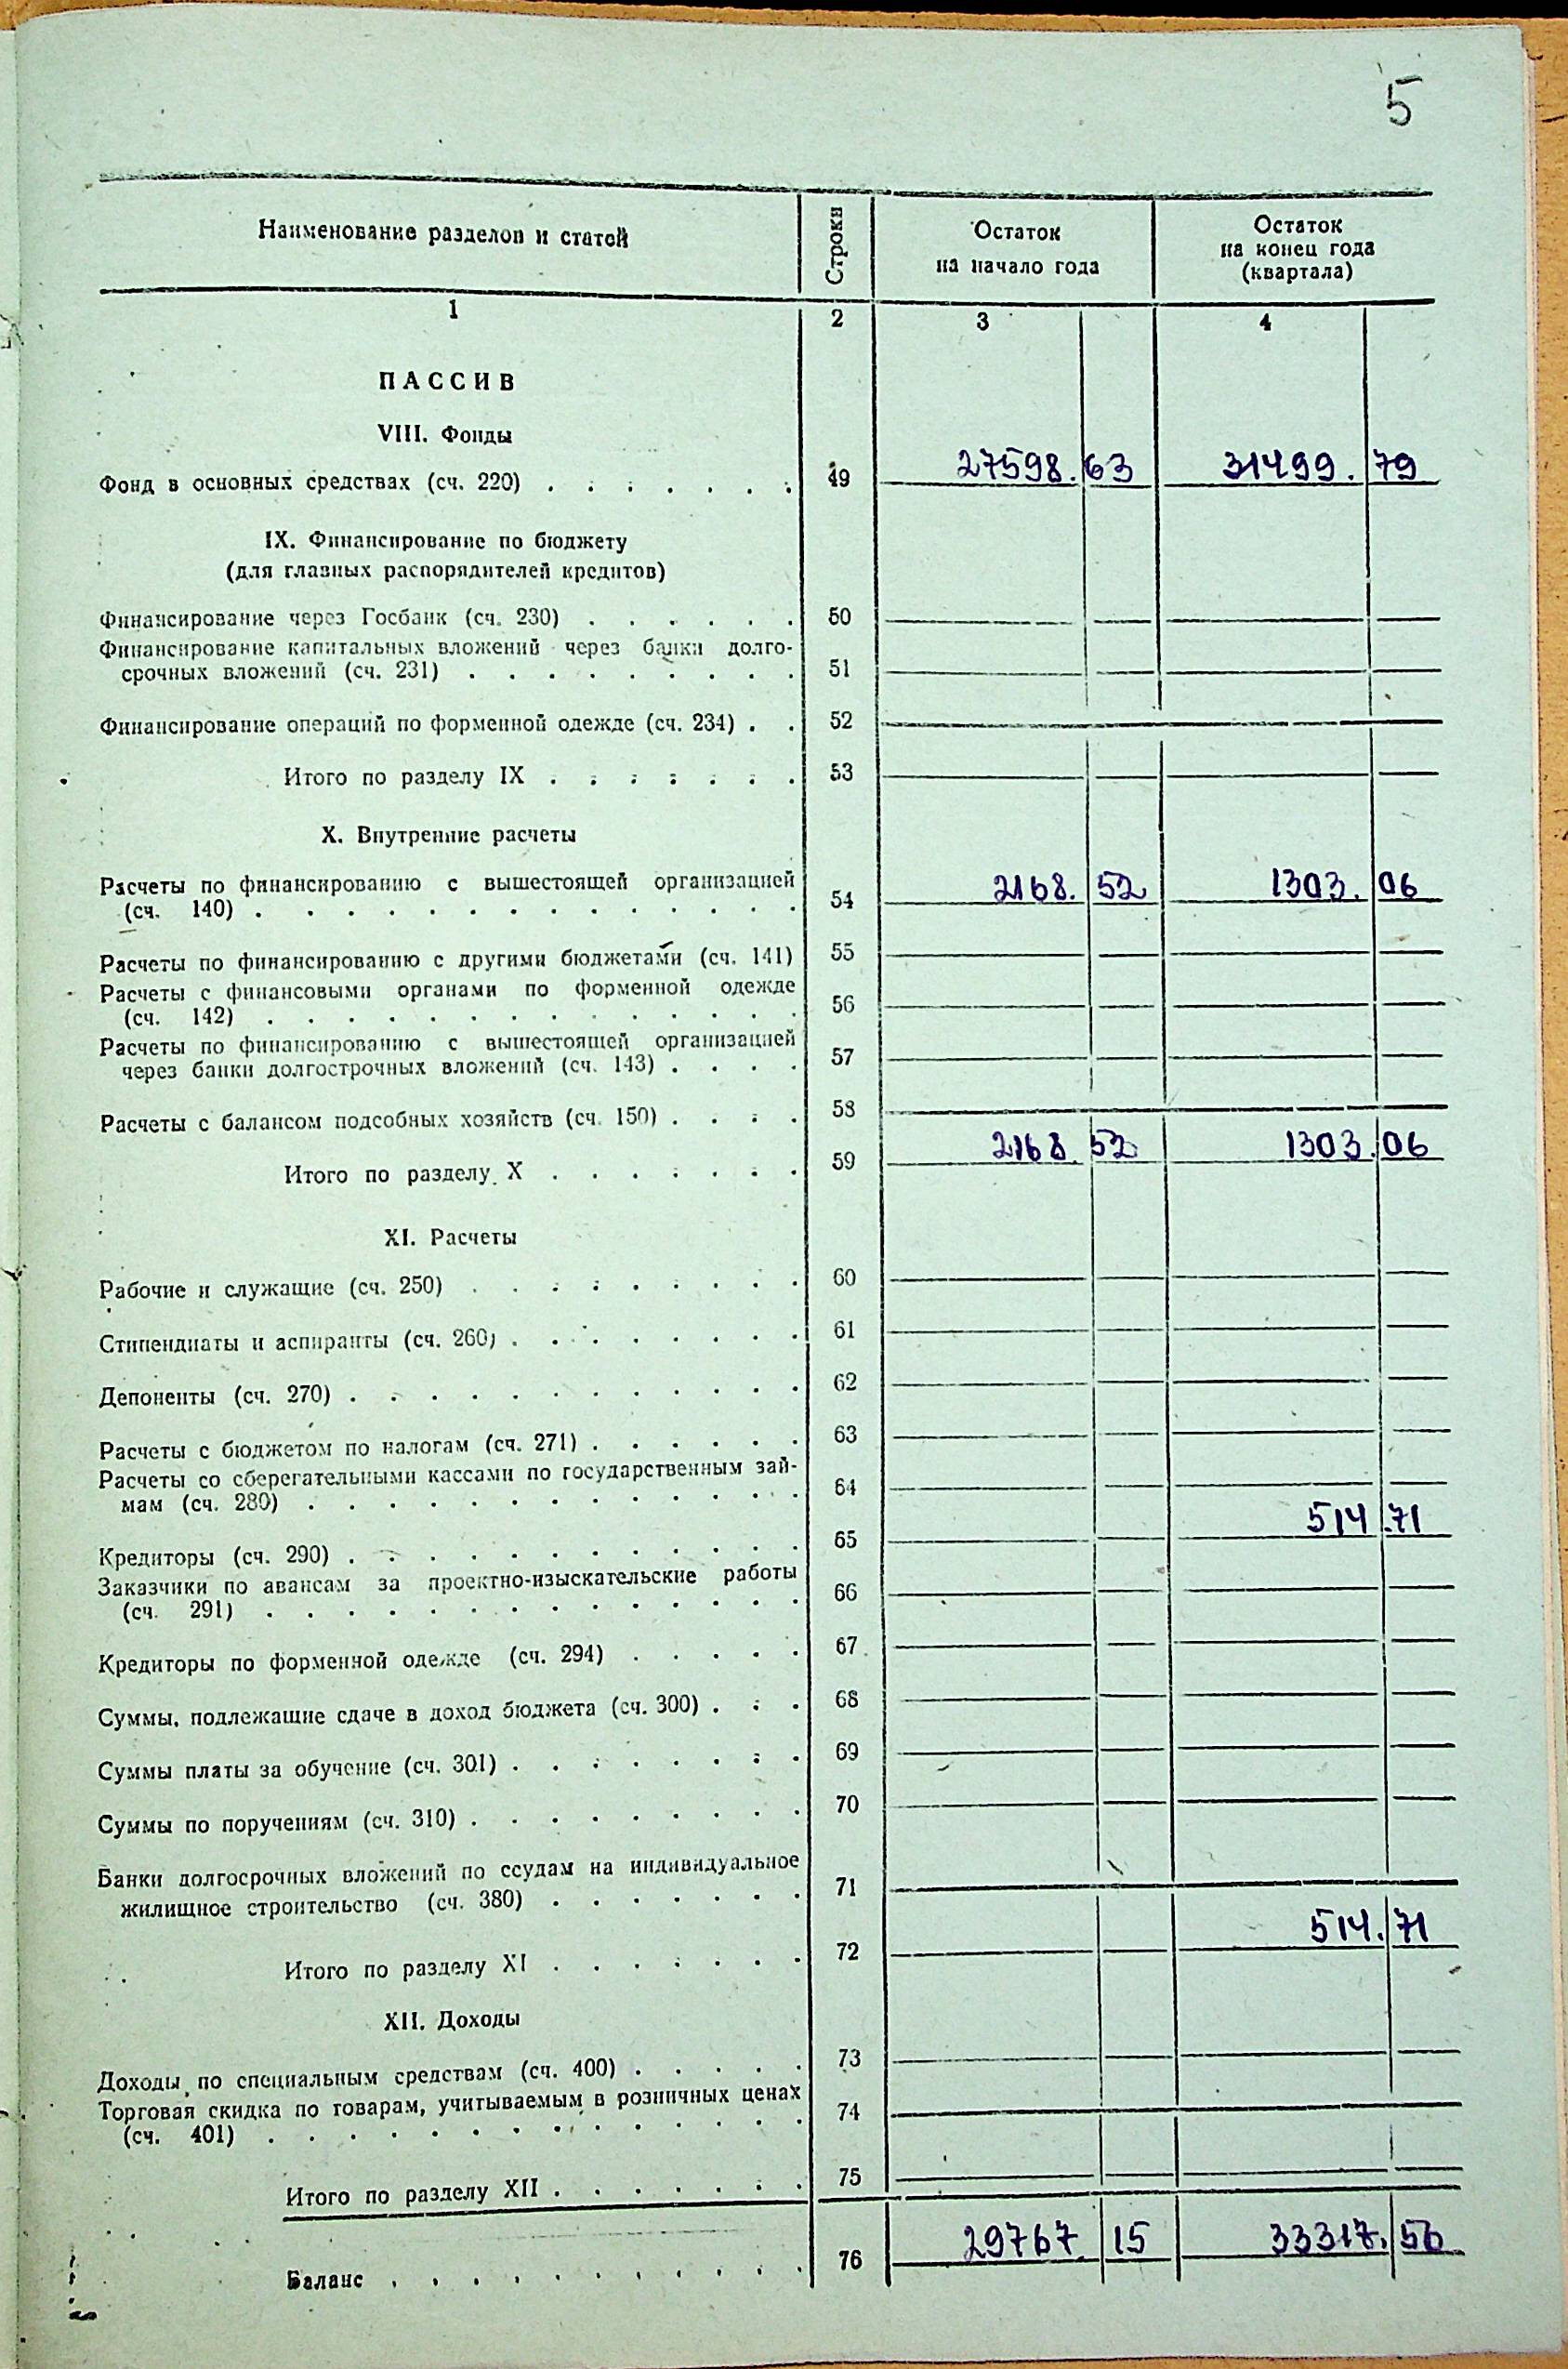 5
Наименование разделов и статей
Строки
Остаток
на начало года
Остаток
на конец года
(квартала)
1 2 3 4
ПАССИВ
VIII. Фонды
Фонд в основных средствах (сч. 220) . . . . . . . 49 27598. 63 31499. 79
IX. Финансирование по бюджету
(для главных распорядителей кредитов)
Финансирование через Госбанк (сч. 230) . . . . . . 50
Финансирование капитальных вложений через банки долго-
срочных вложений (сч. 231) . . . . . . . . . 51
Финансирование операций по форменной одежде (сч. 234) . . 52
Итого по разделу IX . . . . . . . 53
X. Внутренние расчеты
Расчеты по финансированию с вышестоящей организацией
(сч. 140) . . . . . . . . . . . . . . 54 2168. 52 1303. 06
Расчеты по финансированию с другими бюджетами (сч. 141) 55
Расчеты с финансовыми органами по форменной одежде
(сч. 142) . . . . . . . . . . . . . . 56
Расчеты по финансированию с вышестоящей организацией
через банки долгострочных вложений (сч. 143) . . . . 57
Расчеты с балансом подсобных хозяйств (сч. 150) . . . . 58
Итого по разделу X . . . . . . . 59 2168. 52 1303. 06
XI. Расчеты
Рабочие и служащие (сч. 250) . . . . . . . . . 60
Стипендиаты и аспиранты (сч. 260) . . . . . . . . 61
Депоненты (сч. 270) . . . . . . . . . . . . 62
Расчеты с бюджетом по налогам (сч. 271) . . . . . . 63
Расчеты со сберегательными кассами по государственным зай-
мам (сч. 280) . . . . . . . . . . . . . 64
Кредиторы (сч. 290) . . . . . . . . . . . . 65 514 .71
Заказчики по авансам за проектно-изыскательские работы
(сч. 291) . . . . . . . . . . . . . . 66
Кредиторы по форменной одежде (сч. 294) . . . . . 67
Суммы, подлежащие сдаче в доход бюджета (сч. 300) . . . 68
Суммы платы за обучение (сч. 301) . . . . . . . . 69
Суммы по поручениям (сч. 310) . . . . . . . . . 70
Банки долгосрочных вложений по ссудам на индивидуальное
жилищное строительство (сч. 380) . . . . . . . 71
Итого по разделу XI . . . . . . . 72 514. 71
XII. Доходы
Доходы по специальным средствам (сч. 400) . . . . . 73
Торговая скидка по товарам, учитываемым в розничных ценах
(сч. 401) . . . . . . . . . . . . . . 74
Итого по разделу XII . . . . . . . 75
Баланс . . . . . . . . . . . 76 29767 15 33317. 56